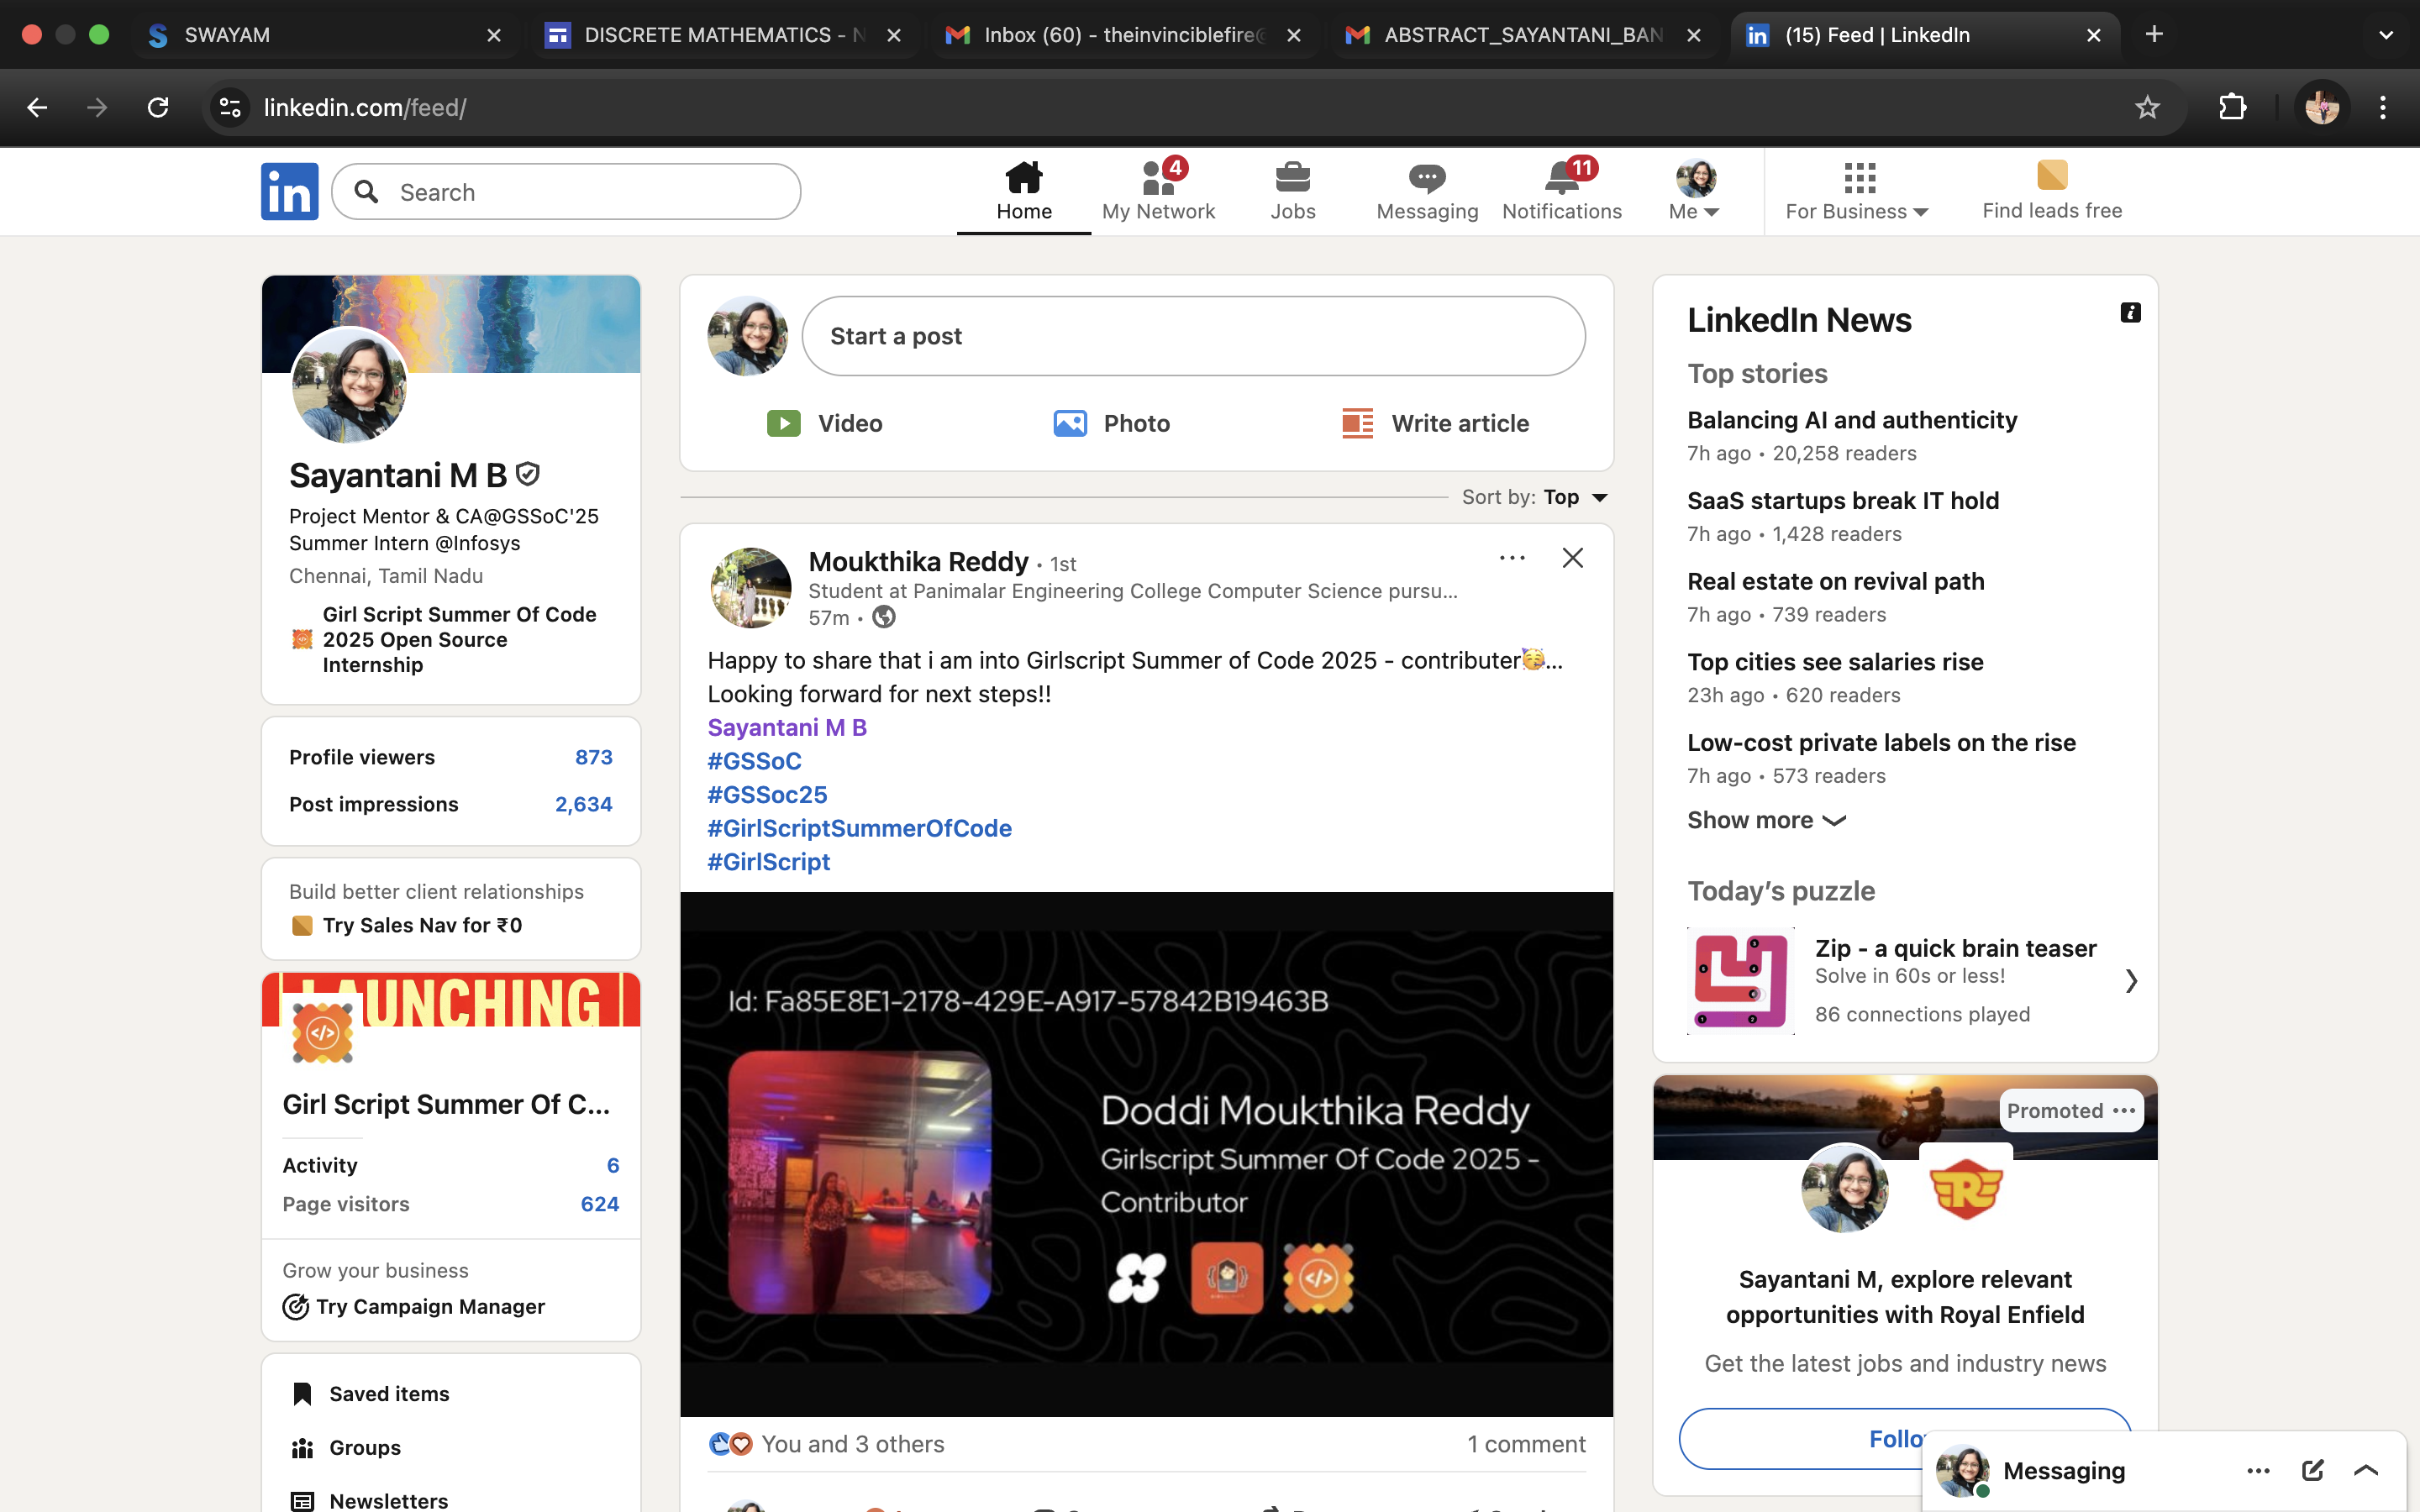 SWAYAM
DISCRETE MATHEMATICS - N
Inbox (60) - theinvinciblefire@
ABSTRACT_SAYANTANI_BAN
(15) Feed | LinkedIn
linkedin.com/feed/
in
Search
Home
4
My Network
Jobs
Messaging
11
Notifications
Me
For Business
Find leads free
Sayantani M B
Project Mentor & CA@GSSoC'25
Summer Intern @Infosys
Chennai, Tamil Nadu
Girl Script Summer Of Code
2025 Open Source
Internship
Profile viewers 873
Post impressions 2,634
Build better client relationships
Try Sales Nav for ₹0
LAUNCHING
Girl Script Summer Of C...
Activity 6
Page visitors 624
Grow your business
Try Campaign Manager
Saved items
Groups
Newsletters
Start a post
Video
Photo
Write article
Sort by: Top
Moukthika Reddy • 1st
Student at Panimalar Engineering College Computer Science pursu...
57m •
Happy to share that i am into Girlscript Summer of Code 2025 - contributer🥳...
Looking forward for next steps!!
Sayantani M B
#GSSoC
#GSSoc25
#GirlScriptSummerOfCode
#GirlScript
Id: Fa85E8E1-2178-429E-A917-57842B19463B
Doddi Moukthika Reddy
Girlscript Summer Of Code 2025 -
Contributor
You and 3 others
1 comment
LinkedIn News
Top stories
Balancing AI and authenticity
7h ago • 20,258 readers
SaaS startups break IT hold
7h ago • 1,428 readers
Real estate on revival path
7h ago • 739 readers
Top cities see salaries rise
23h ago • 620 readers
Low-cost private labels on the rise
7h ago • 573 readers
Show more
Today's puzzle
Zip - a quick brain teaser
Solve in 60s or less!
86 connections played
Promoted
Sayantani M, explore relevant
opportunities with Royal Enfield
Get the latest jobs and industry news
Follo
Messaging